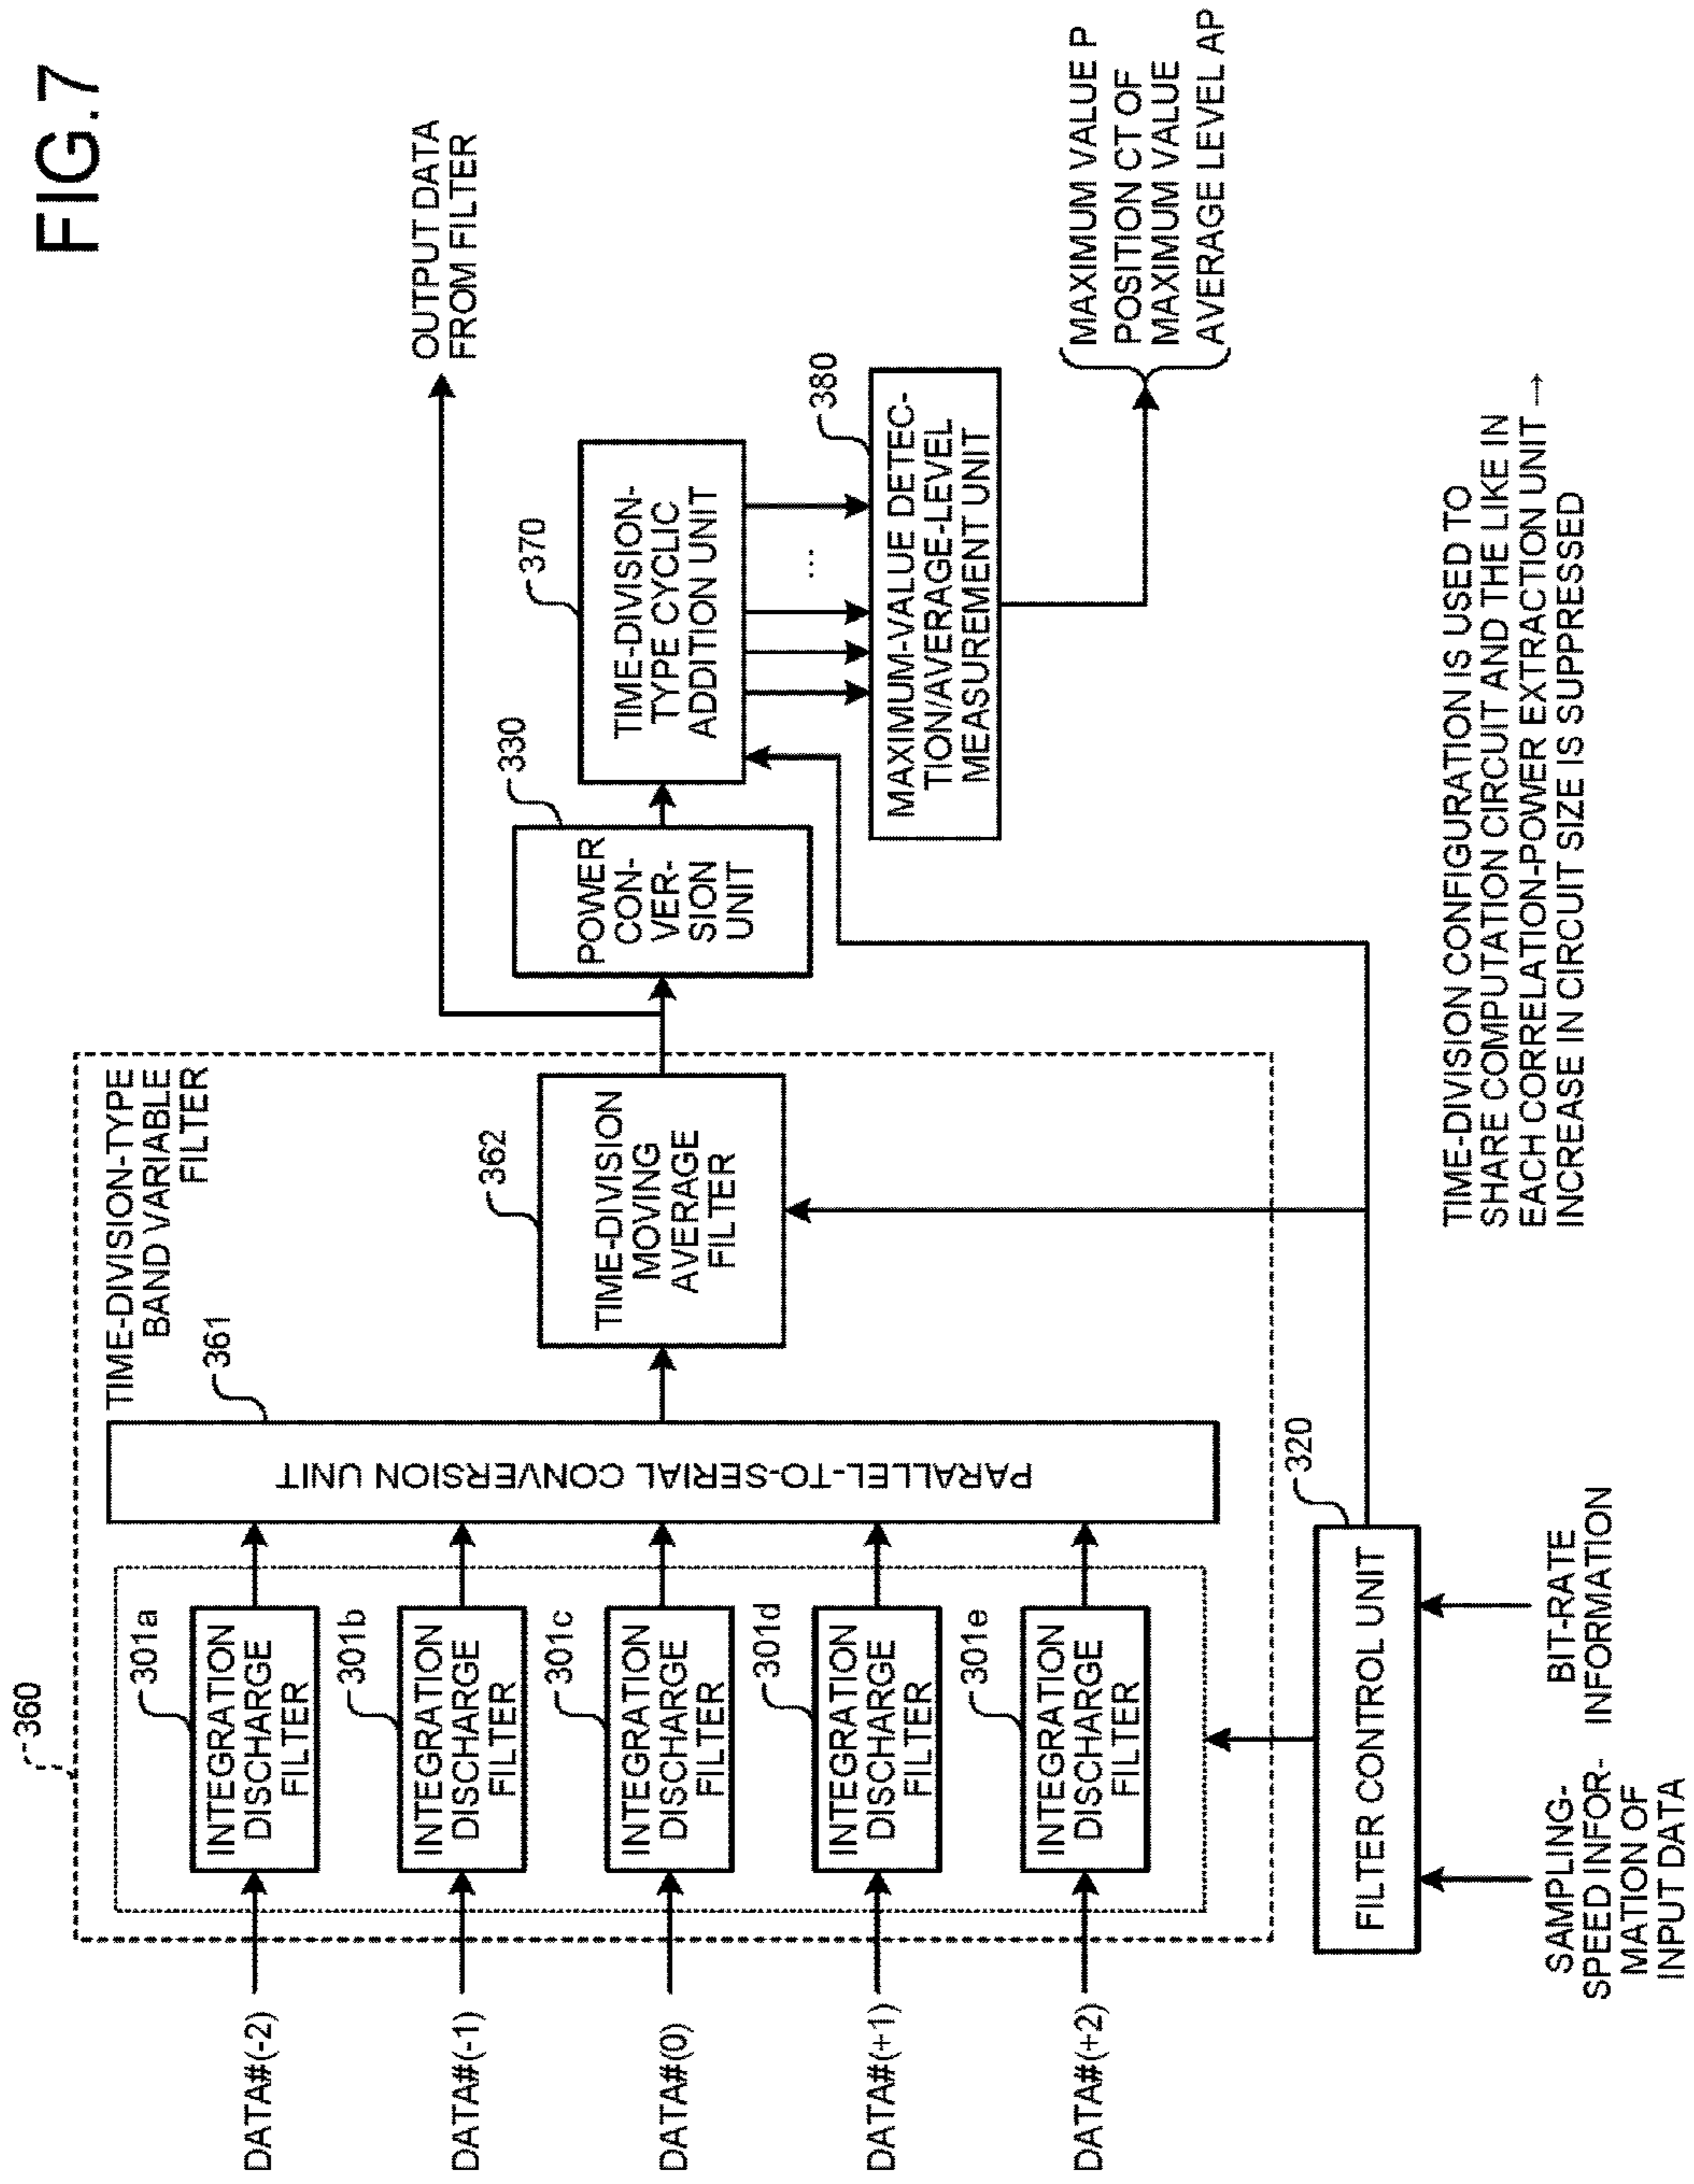 FIG.7
360
TIME-DIVISION-TYPE
BAND VARIABLE
FILTER
DATA#(-2)
301a
INTEGRATION
DISCHARGE
FILTER
DATA#(-1)
301b
INTEGRATION
DISCHARGE
FILTER
DATA#(0)
301c
INTEGRATION
DISCHARGE
FILTER
DATA#(+1)
301d
INTEGRATION
DISCHARGE
FILTER
DATA#(+2)
301e
INTEGRATION
DISCHARGE
FILTER
361
PARALLEL-TO-SERIAL CONVERSION UNIT
362
TIME-DIVISION
MOVING
AVERAGE
FILTER
OUTPUT DATA
FROM FILTER
330
POWER
CON-
VER-
SION
UNIT
370
TIME-DIVISION-
TYPE CYCLIC
ADDITION UNIT
...
380
MAXIMUM-VALUE DETEC-
TION/AVERAGE-LEVEL
MEASUREMENT UNIT
MAXIMUM VALUE P
POSITION CT OF
MAXIMUM VALUE
AVERAGE LEVEL AP
320
FILTER CONTROL UNIT
SAMPLING-
SPEED INFOR-
MATION OF
INPUT DATA
BIT-RATE
INFORMATION
TIME-DIVISION CONFIGURATION IS USED TO
SHARE COMPUTATION CIRCUIT AND THE LIKE IN
EACH CORRELATION-POWER EXTRACTION UNIT →
INCREASE IN CIRCUIT SIZE IS SUPPRESSED